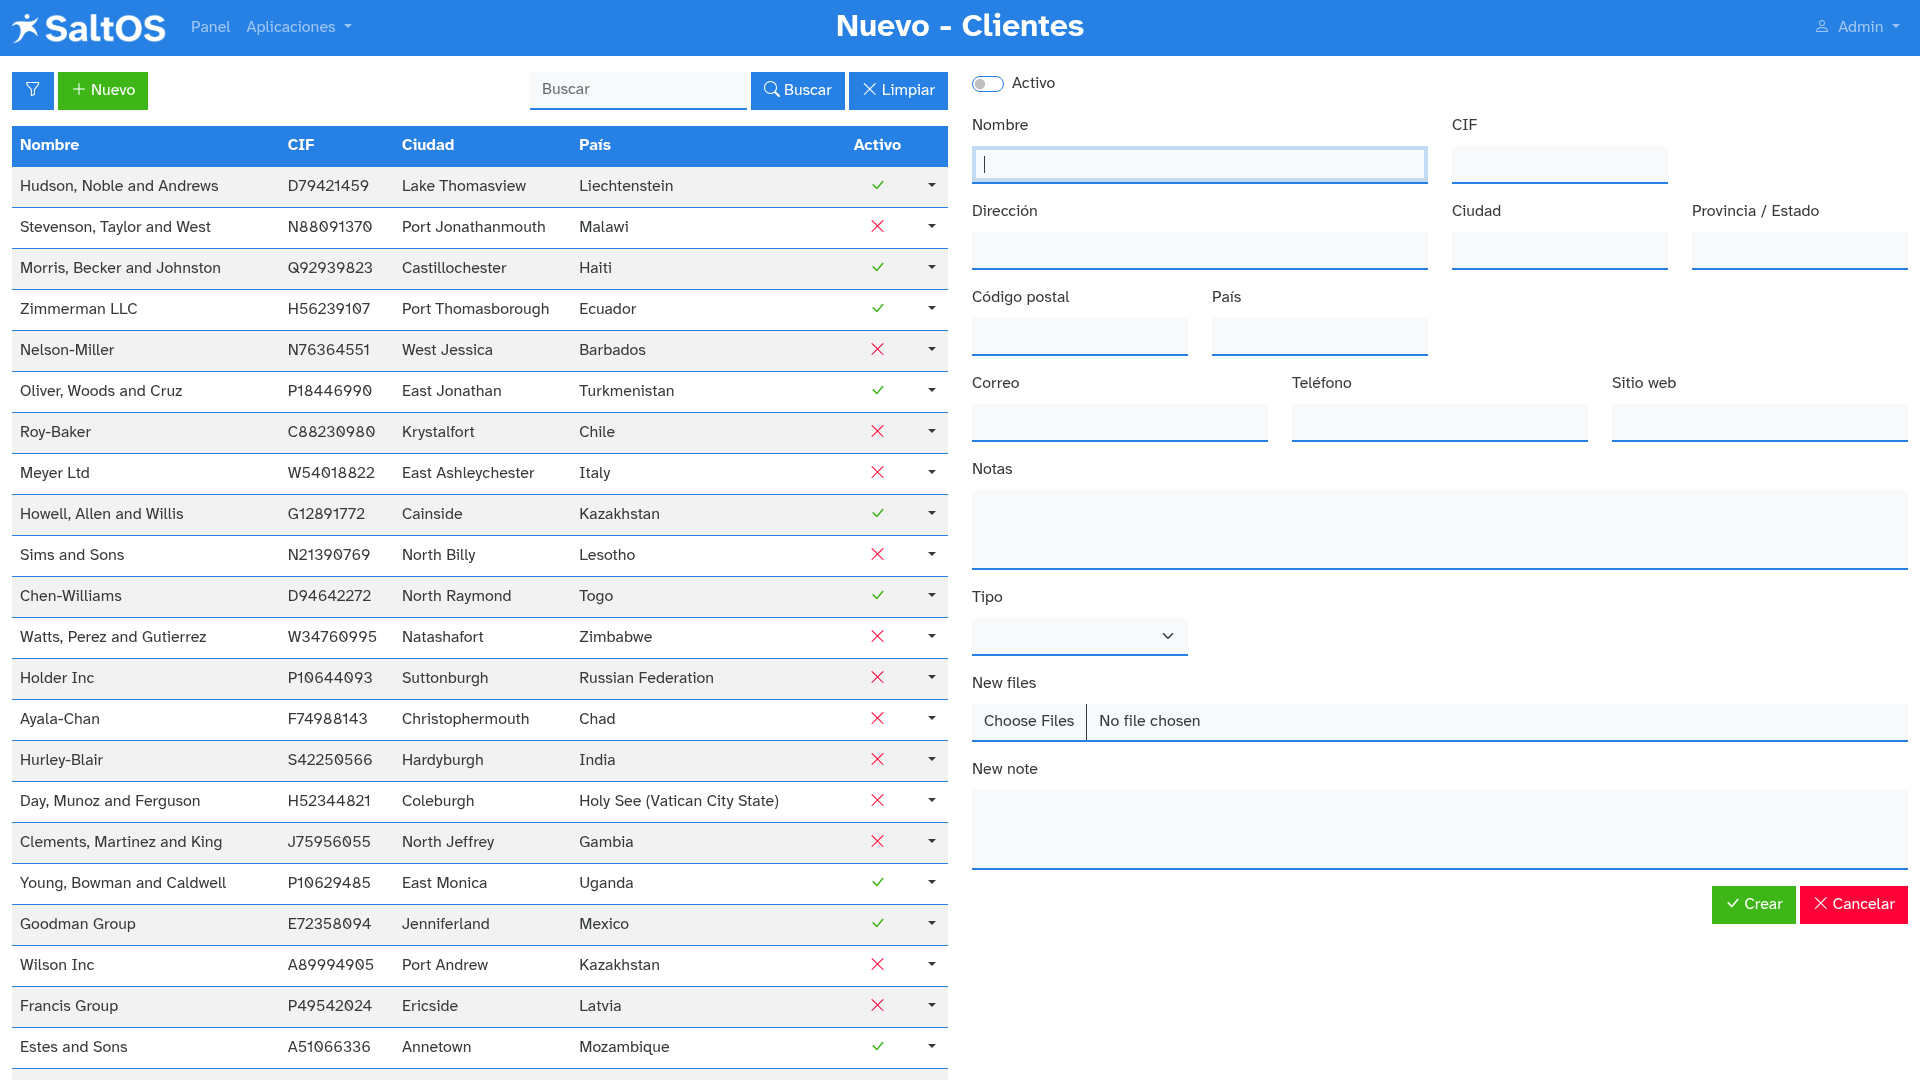 SaltOS Panel Aplicaciones Nuevo - Clientes Admin
Nuevo Buscar Buscar Limpiar
Nombre CIF Ciudad País Activo
Hudson, Noble and Andrews D79421459 Lake Thomasview Liechtenstein
Stevenson, Taylor and West N88091370 Port Jonathanmouth Malawi
Morris, Becker and Johnston Q92939823 Castillochester Haiti
Zimmerman LLC H56239107 Port Thomasborough Ecuador
Nelson-Miller N76364551 West Jessica Barbados
Oliver, Woods and Cruz P18446990 East Jonathan Turkmenistan
Roy-Baker C88230980 Krystalfort Chile
Meyer Ltd W54018822 East Ashleychester Italy
Howell, Allen and Willis G12891772 Cainside Kazakhstan
Sims and Sons N21390769 North Billy Lesotho
Chen-Williams D94642272 North Raymond Togo
Watts, Perez and Gutierrez W34760995 Natashafort Zimbabwe
Holder Inc P10644093 Suttonburgh Russian Federation
Ayala-Chan F74988143 Christophermouth Chad
Hurley-Blair S42250566 Hardyburgh India
Day, Munoz and Ferguson H52344821 Coleburgh Holy See (Vatican City State)
Clements, Martinez and King J75956055 North Jeffrey Gambia
Young, Bowman and Caldwell P10629485 East Monica Uganda
Goodman Group E72358094 Jenniferland Mexico
Wilson Inc A89994905 Port Andrew Kazakhstan
Francis Group P49542024 Ericside Latvia
Estes and Sons A51066336 Annetown Mozambique
Activo
Nombre CIF
Dirección Ciudad Provincia / Estado
Código postal País
Correo Teléfono Sitio web
Notas
Tipo
New files
Choose Files No file chosen
New note
Crear Cancelar